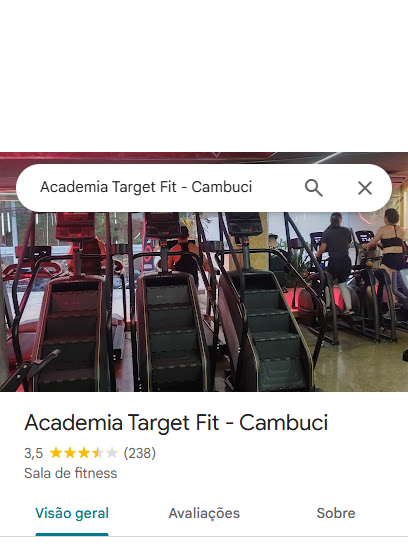 Academia Target Fit - Cambuci
Academia Target Fit - Cambuci
3,5 (238)
Sala de fitness
Visão geral Avaliações Sobre